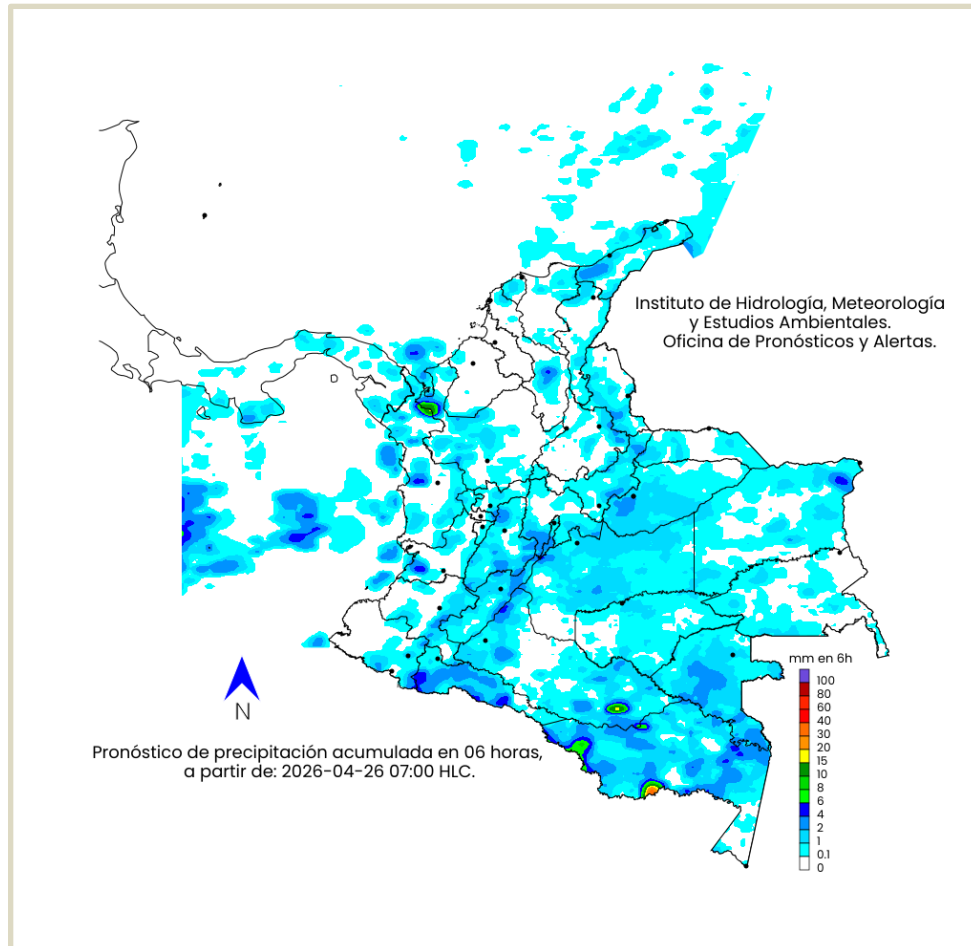 Instituto de Hidrología, Meteorología
y Estudios Ambientales.
Oficina de Pronósticos y Alertas.
mm en 6h
100
80
60
40
30
20
15
10
8
6
4
2
1
0.1
0
N
Pronóstico de precipitación acumulada en 06 horas,
a partir de: 2026-04-26 07:00 HLC.